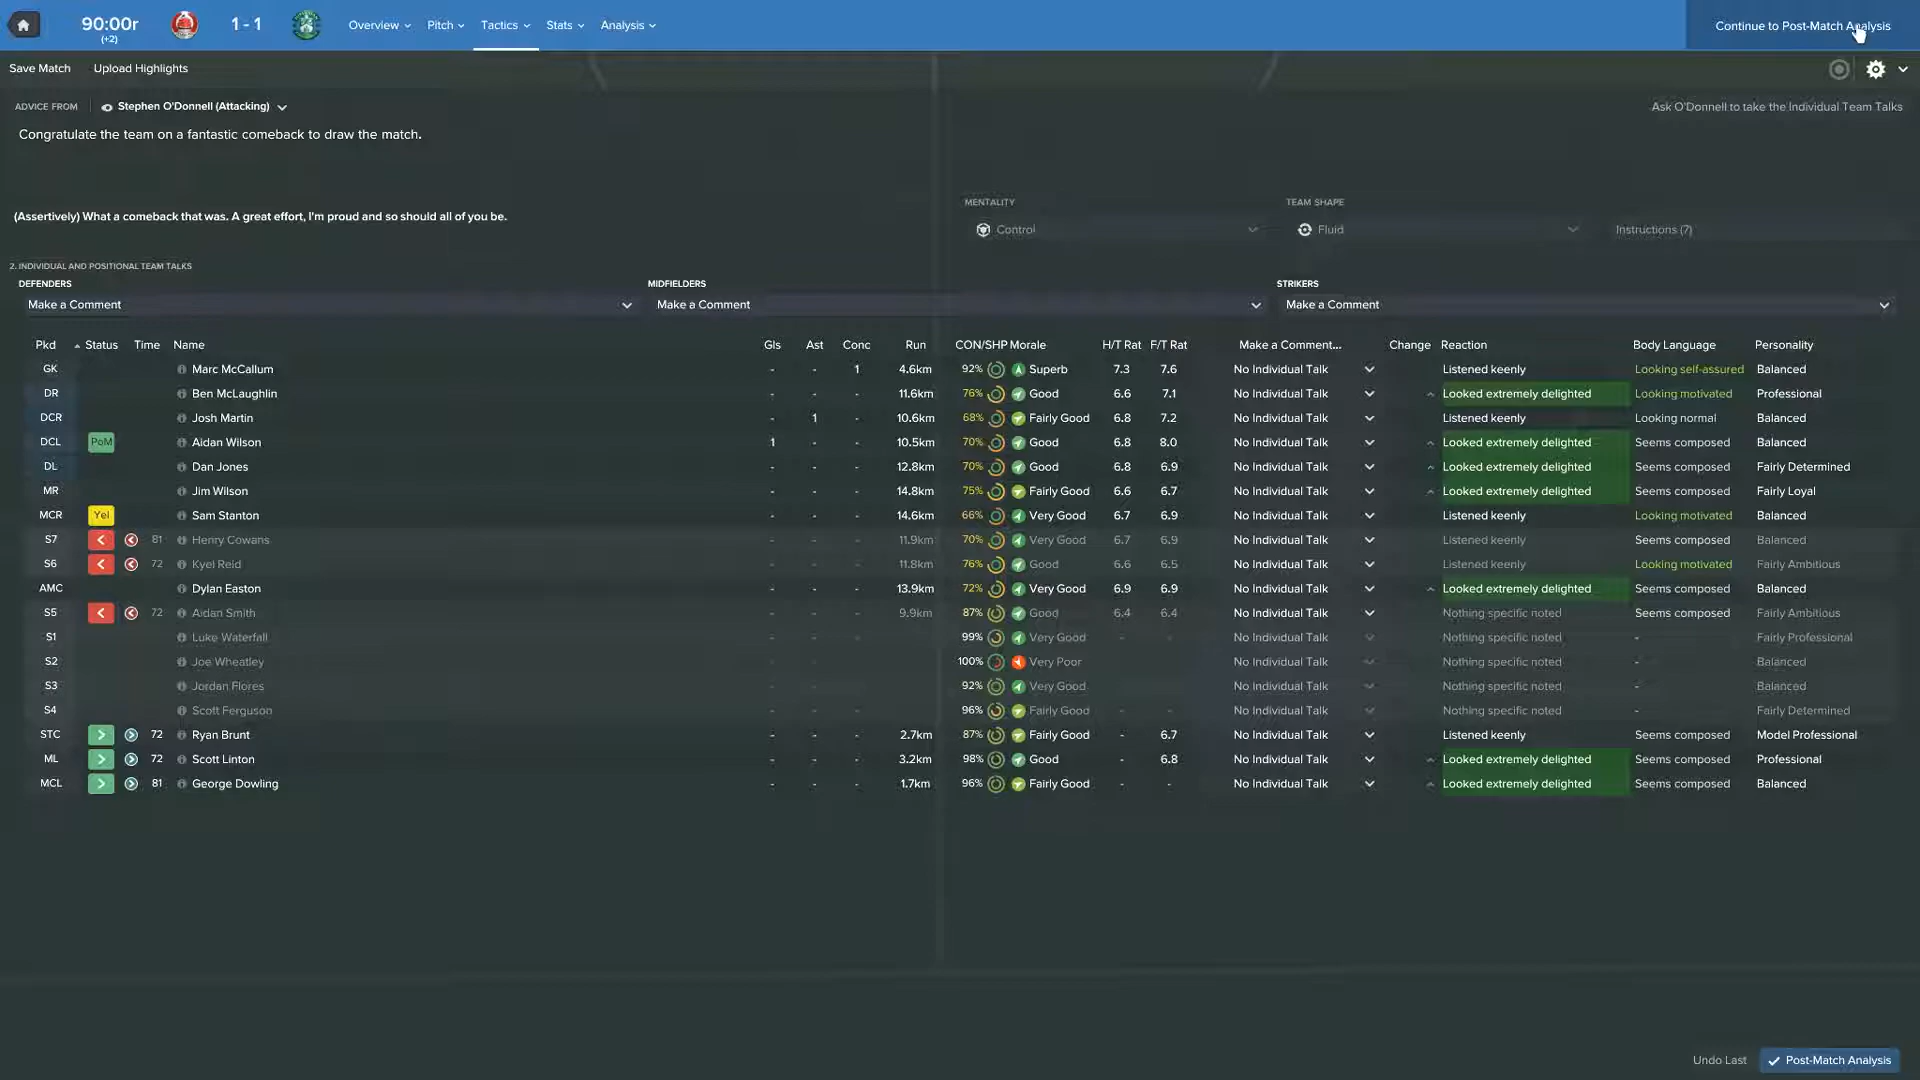 90:00r
(+2)
1 - 1
Overview
Pitch
Tactics
Stats
Analysis
Continue to Post-Match Analysis
Save Match
Upload Highlights
ADVICE FROM
Stephen O'Donnell (Attacking)
Ask O'Donnell to take the Individual Team Talks
Congratulate the team on a fantastic comeback to draw the match.
MENTALITY
TEAM SHAPE
(Assertively) What a comeback that was. A great effort, I'm proud and so should all of you be.
Control
Fluid
Instructions (7)
2. INDIVIDUAL AND POSITIONAL TEAM TALKS
DEFENDERS
MIDFIELDERS
STRIKERS
Make a Comment
Make a Comment
Make a Comment
Pkd Status Time Name Gls Ast Conc Run CON/SHP Morale H/T Rat F/T Rat Make a Comment... Change Reaction Body Language Personality
GK Marc McCallum - - 1 4.6km 92% Superb 7.3 7.6 No Individual Talk Listened keenly Looking self-assured Balanced
DR Ben McLaughlin - - - 11.6km 76% Good 6.6 7.1 No Individual Talk Looked extremely delighted Looking motivated Professional
DCR Josh Martin - 1 - 10.6km 68% Fairly Good 6.8 7.2 No Individual Talk Listened keenly Looking normal Balanced
DCL PoM Aidan Wilson 1 - - 10.5km 70% Good 6.8 8.0 No Individual Talk Looked extremely delighted Seems composed Balanced
DL Dan Jones - - - 12.8km 70% Good 6.8 6.9 No Individual Talk Looked extremely delighted Seems composed Fairly Determined
MR Jim Wilson - - - 14.8km 75% Fairly Good 6.6 6.7 No Individual Talk Looked extremely delighted Seems composed Fairly Loyal
MCR Yel Sam Stanton - - - 14.6km 66% Very Good 6.7 6.9 No Individual Talk Listened keenly Looking motivated Balanced
S7 81 Henry Cowans - - - 11.9km 70% Very Good 6.7 6.9 No Individual Talk Listened keenly Seems composed Balanced
S6 72 Kyel Reid - - - 11.8km 76% Good 6.6 6.5 No Individual Talk Listened keenly Looking motivated Fairly Ambitious
AMC Dylan Easton - - - 13.9km 72% Very Good 6.9 6.9 No Individual Talk Looked extremely delighted Seems composed Balanced
S5 72 Aidan Smith - - - 9.9km 87% Good 6.4 6.4 No Individual Talk Nothing specific noted Seems composed Fairly Ambitious
S1 Luke Waterfall - - - 99% Very Good - - No Individual Talk Nothing specific noted - Fairly Professional
S2 Joe Wheatley - - - 100% Very Poor No Individual Talk Nothing specific noted - Balanced
S3 Jordan Flores - - - 92% Very Good No Individual Talk Nothing specific noted - Balanced
S4 Scott Ferguson - - - 96% Fairly Good - - No Individual Talk Nothing specific noted - Fairly Determined
STC 72 Ryan Brunt - - - 2.7km 87% Fairly Good - 6.7 No Individual Talk Listened keenly Seems composed Model Professional
ML 72 Scott Linton - - - 3.2km 98% Good - 6.8 No Individual Talk Looked extremely delighted Seems composed Professional
MCL 81 George Dowling - - - 1.7km 96% Fairly Good - - No Individual Talk Looked extremely delighted Seems composed Balanced
Undo Last
Post-Match Analysis